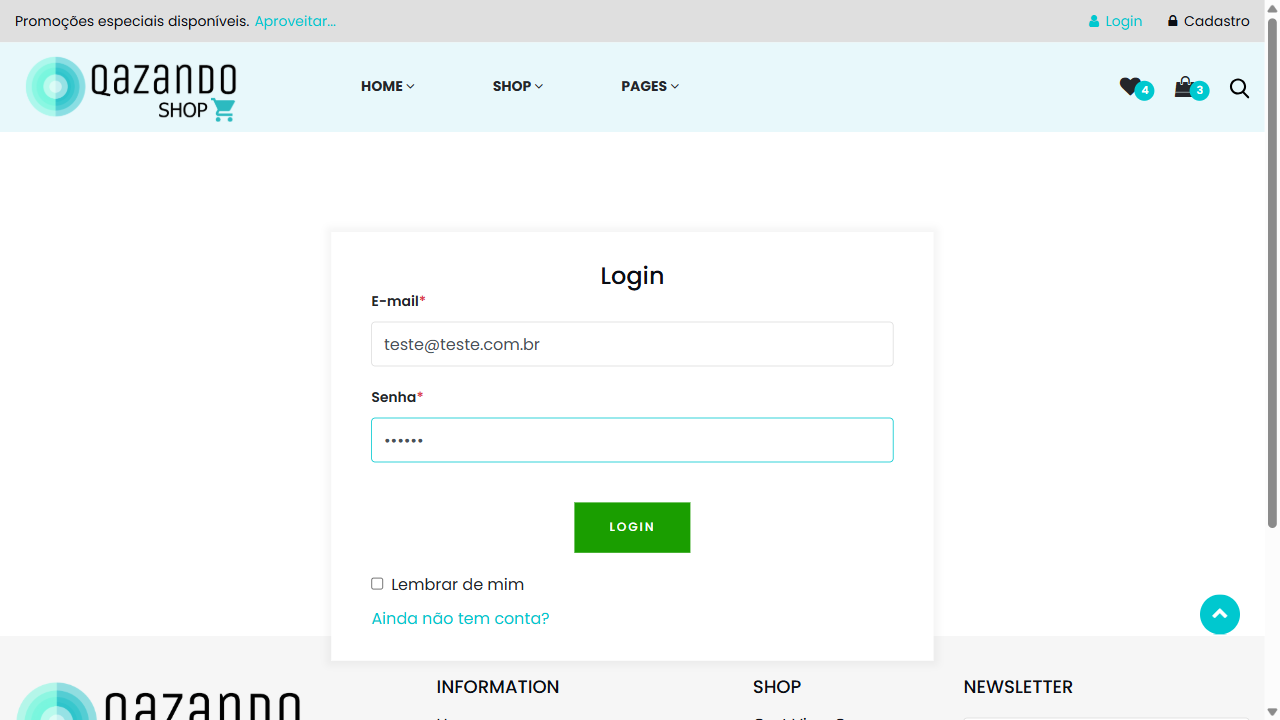 Promoções especiais disponíveis. Aproveitar... Login Cadastro
QAZANDO
SHOP
HOME SHOP PAGES 4 3
Login
E-mail*
teste@teste.com.br
Senha*
••••••
LOGIN
Lembrar de mim
Ainda não tem conta?
QAZANDO
INFORMATION SHOP NEWSLETTER